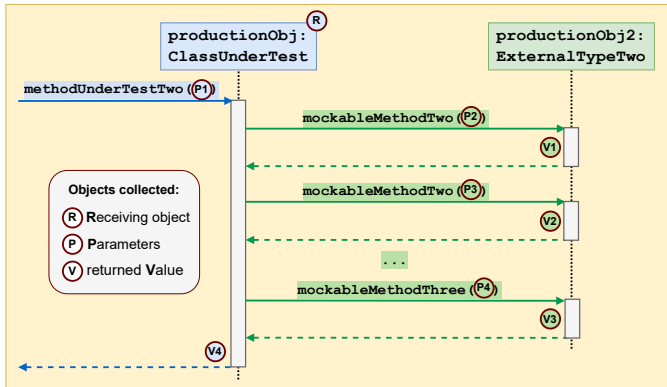 productionObj:
ClassUnderTest
R
productionObj2:
ExternalTypeTwo
methodUnderTestTwo(P1)
mockableMethodTwo(P2)
V1
Objects collected:
R Receiving object
P Parameters
V returned Value
mockableMethodTwo(P3)
V2
...
mockableMethodThree(P4)
V3
V4